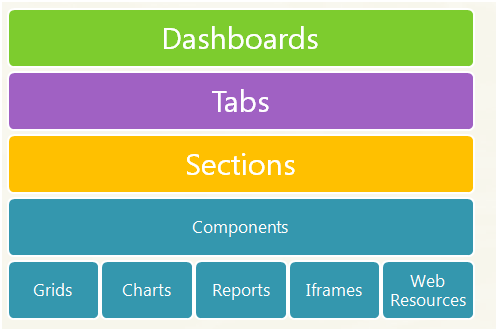 Dashboards
Tabs
Sections
Components
Grids
Charts
Reports
Iframes
Web
Resources